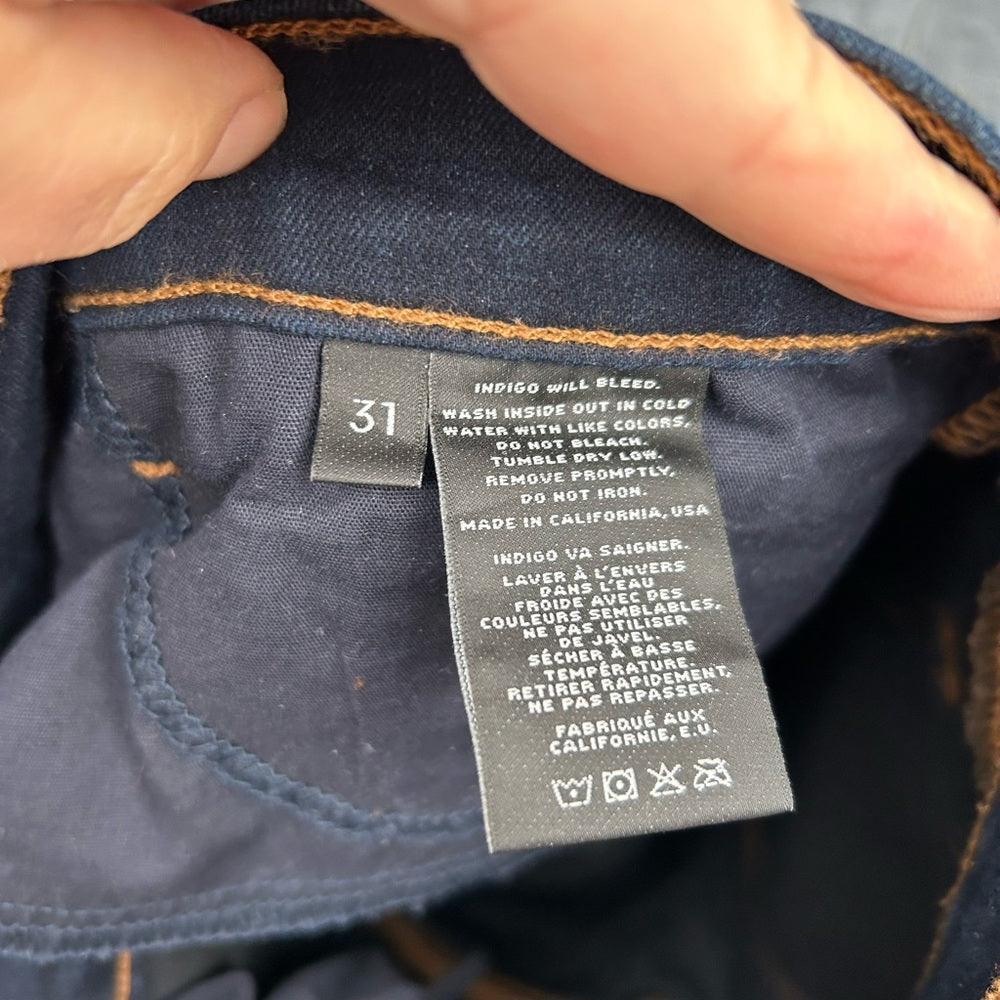 31
INDIGO WILL BLEED.
WASH INSIDE OUT IN COLD
WATER WITH LIKE COLORS,
DO NOT BLEACH.
TUMBLE DRY LOW.
REMOVE PROMPTLY,
DO NOT IRON.
MADE IN CALIFORNIA, USA
INDIGO VA SAIGNER.
LAVER À L'ENVERS
DANS L'EAU
FROIDE AVEC DES
COULEURS SEMBLABLES,
NE PAS UTILISER
DE JAVEL.
SÉCHER À BASSE
TEMPÉRATURE.
RETIRER RAPIDEMENT,
NE PAS REPASSER.
FABRIQUÉ AUX
CALIFORNIE, E.U.